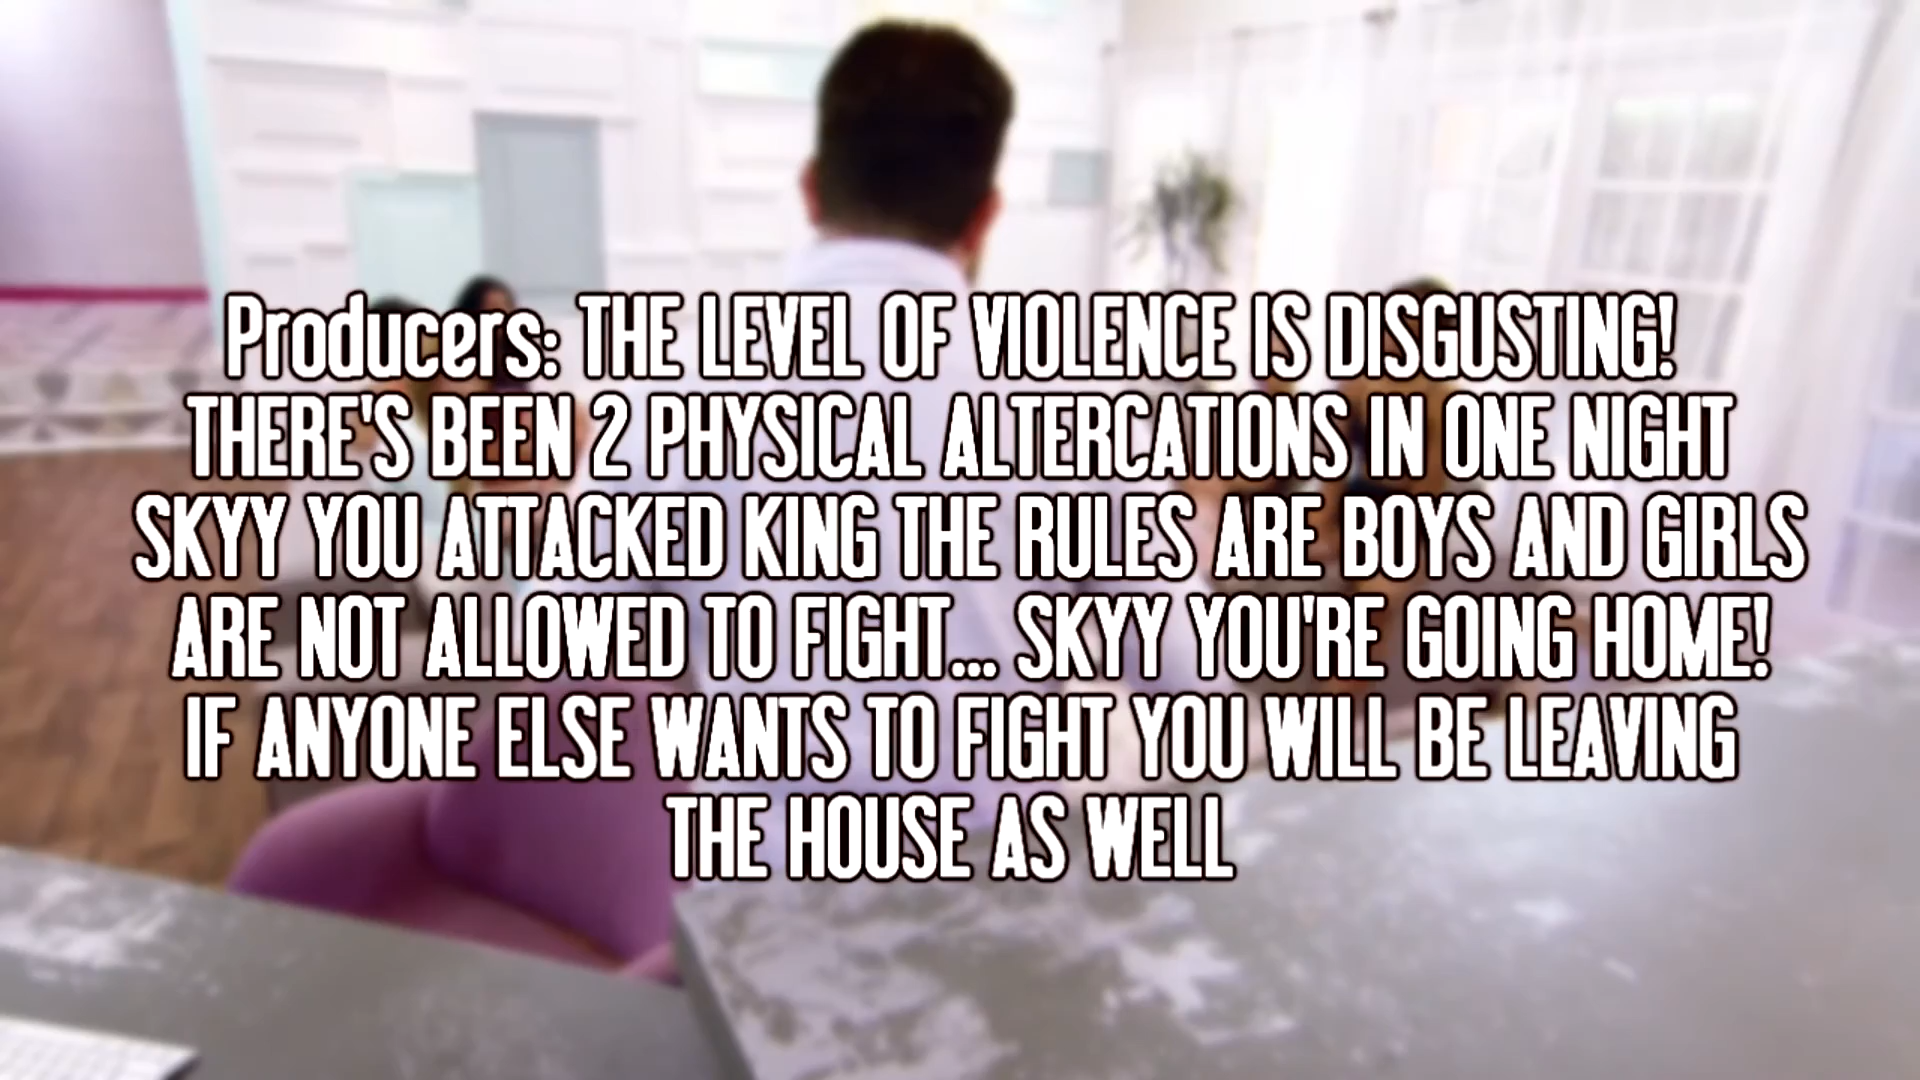 Producers: THE LEVEL OF VIOLENCE IS DISGUSTING!
THERE'S BEEN 2 PHYSICAL ALTERCATIONS IN ONE NIGHT
SKYY YOU ATTACKED KING THE RULES ARE BOYS AND GIRLS
ARE NOT ALLOWED TO FIGHT... SKYY YOU'RE GOING HOME!
IF ANYONE ELSE WANTS TO FIGHT YOU WILL BE LEAVING
THE HOUSE AS WELL